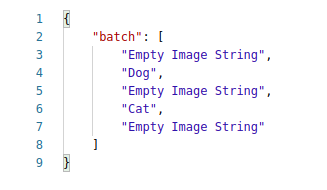 1 {
2     "batch": [
3         "Empty Image String",
4         "Dog",
5         "Empty Image String",
6         "Cat",
7         "Empty Image String"
8     ]
9 }